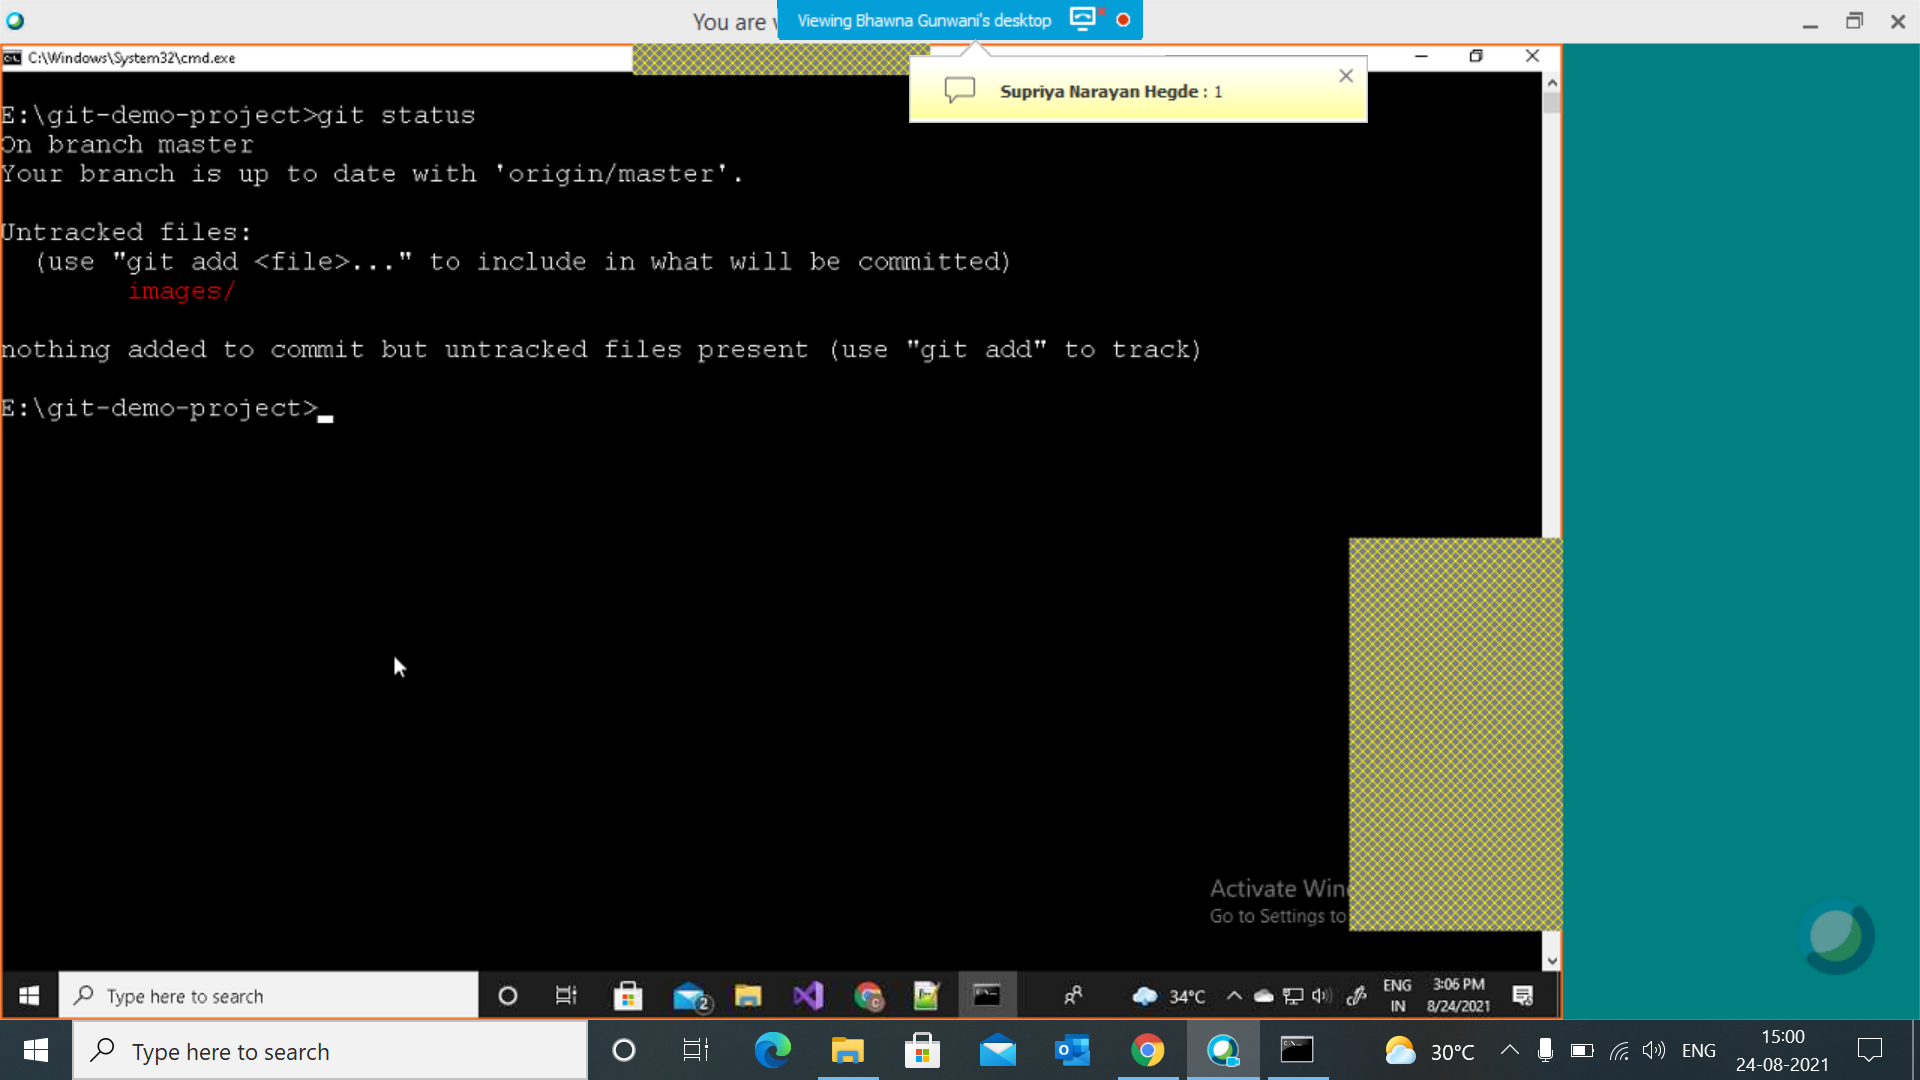 You are
Viewing Bhawna Gunwani's desktop
C:\Windows\System32\cmd.exe
Supriya Narayan Hegde : 1
E:\git-demo-project>git status
On branch master
Your branch is up to date with 'origin/master'.
Untracked files:
(use "git add <file>..." to include in what will be committed)
images/
nothing added to commit but untracked files present (use "git add" to track)
E:\git-demo-project>
Activate
Go to Settings to
Type here to search
2
C
34°C
ENG
IN
3:06 PM
8/24/2021
Type here to search
30°C
ENG
15:00
24-08-2021